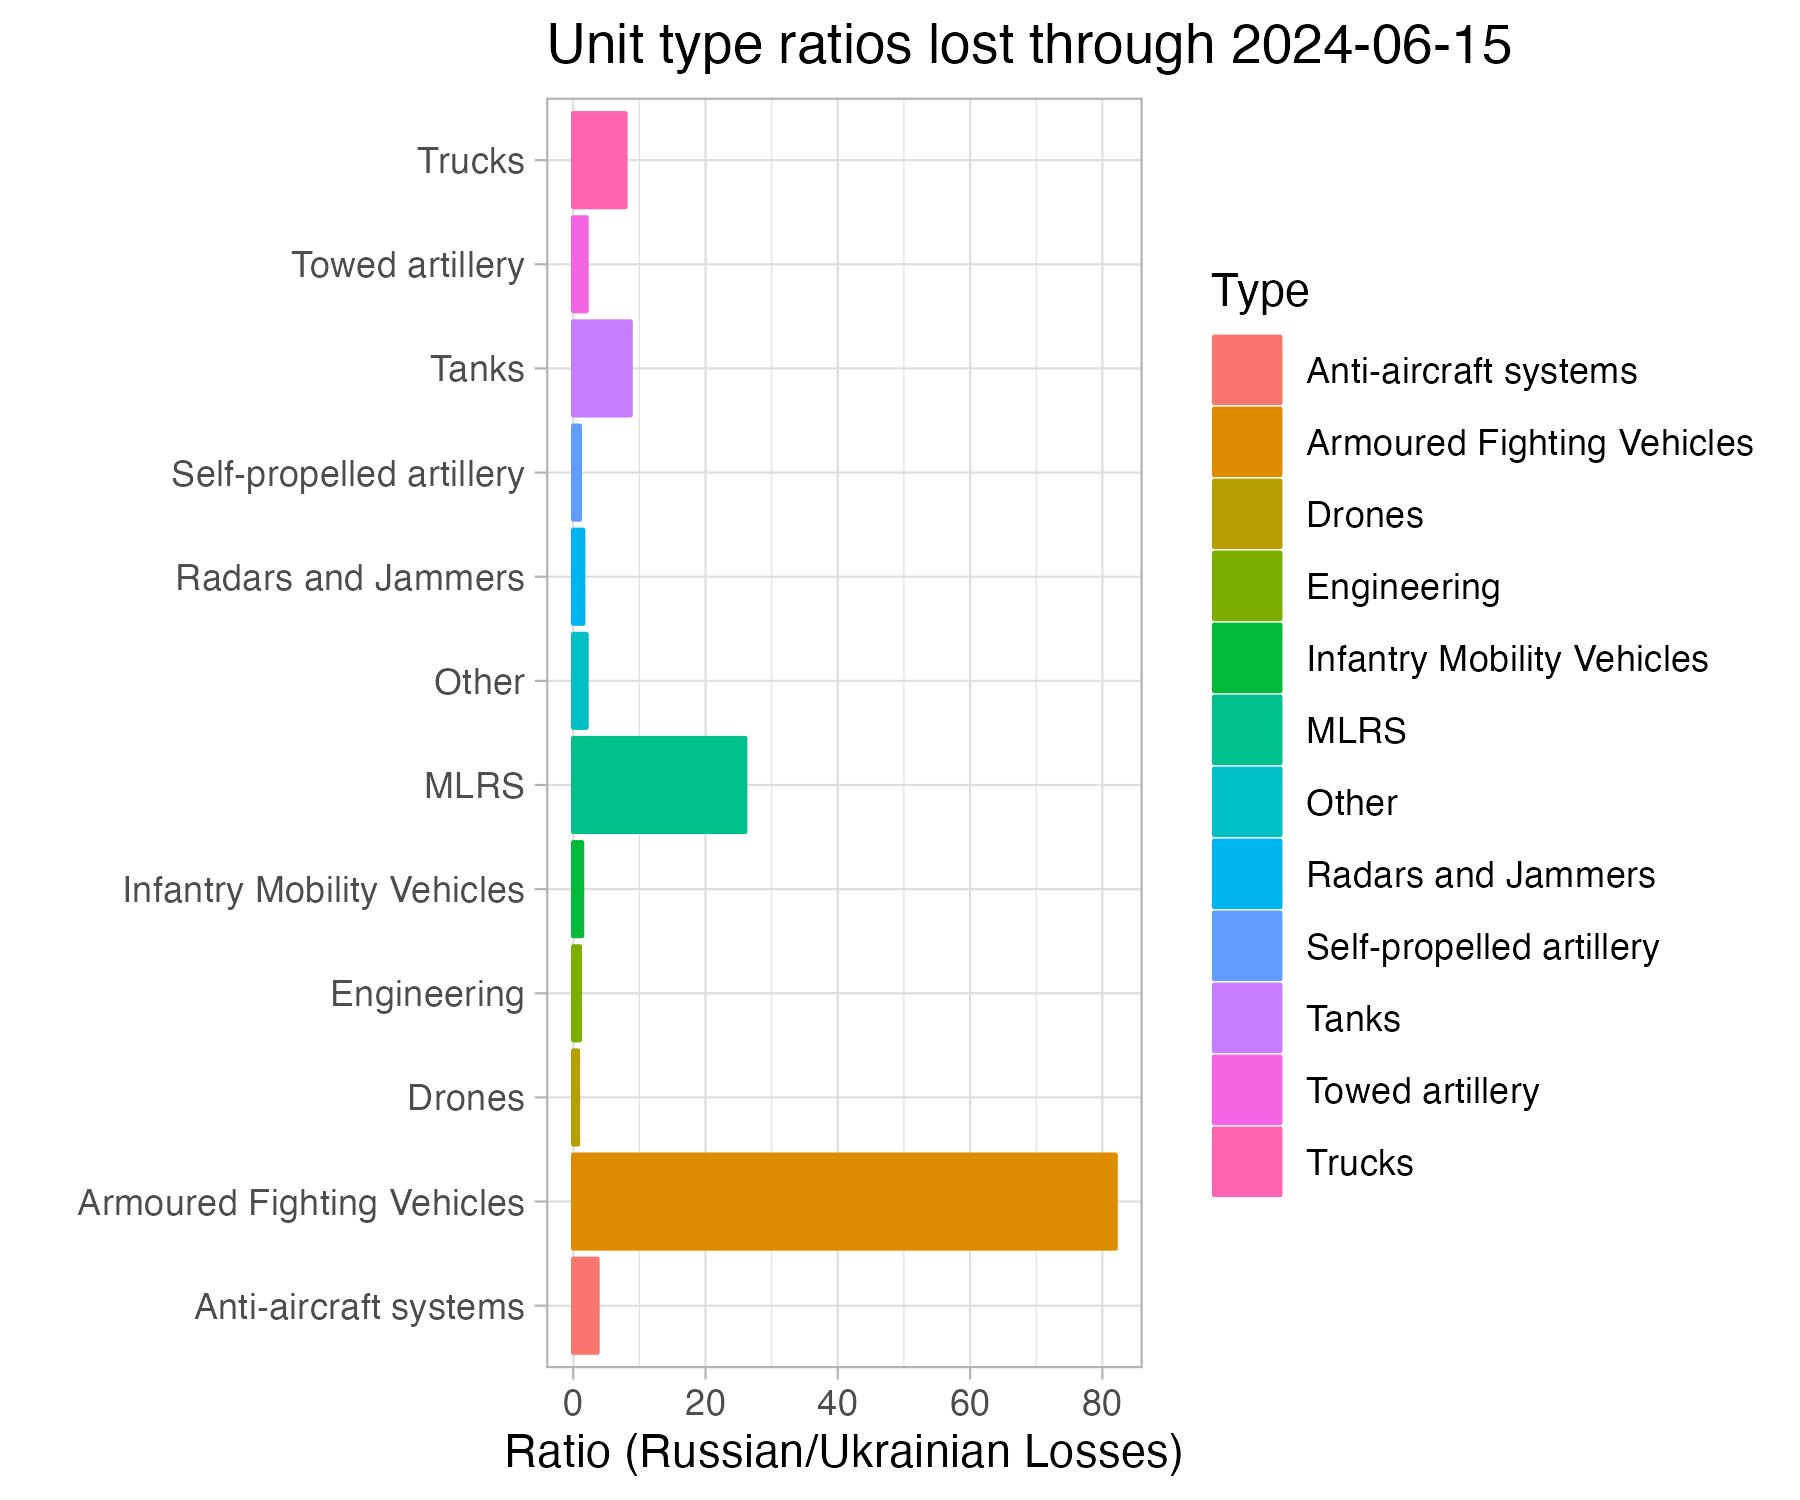 Unit type ratios lost through 2024-06-15
Trucks
Towed artillery
Tanks
Self-propelled artillery
Radars and Jammers
Other
MLRS
Infantry Mobility Vehicles
Engineering
Drones
Armoured Fighting Vehicles
Anti-aircraft systems
0 20 40 60 80
Ratio (Russian/Ukrainian Losses)
Type
Anti-aircraft systems
Armoured Fighting Vehicles
Drones
Engineering
Infantry Mobility Vehicles
MLRS
Other
Radars and Jammers
Self-propelled artillery
Tanks
Towed artillery
Trucks